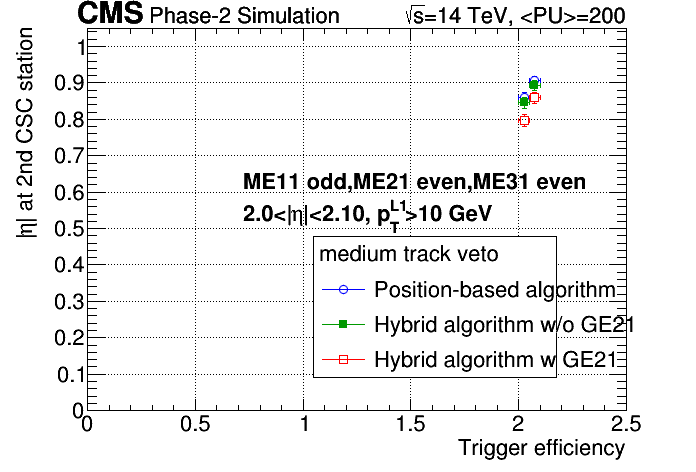 CMS Phase-2 Simulation √s=14 TeV, <PU>=200
|η| at 2nd CSC station
1
0.9
0.8
0.7
0.6
0.5
0.4
0.3
0.2
0.1
0
ME11 odd,ME21 even,ME31 even
2.0<|η|<2.10, p_T^L1>10 GeV
medium track veto
Position-based algorithm
Hybrid algorithm w/o GE21
Hybrid algorithm w GE21
0 0.5 1 1.5 2 2.5
Trigger efficiency